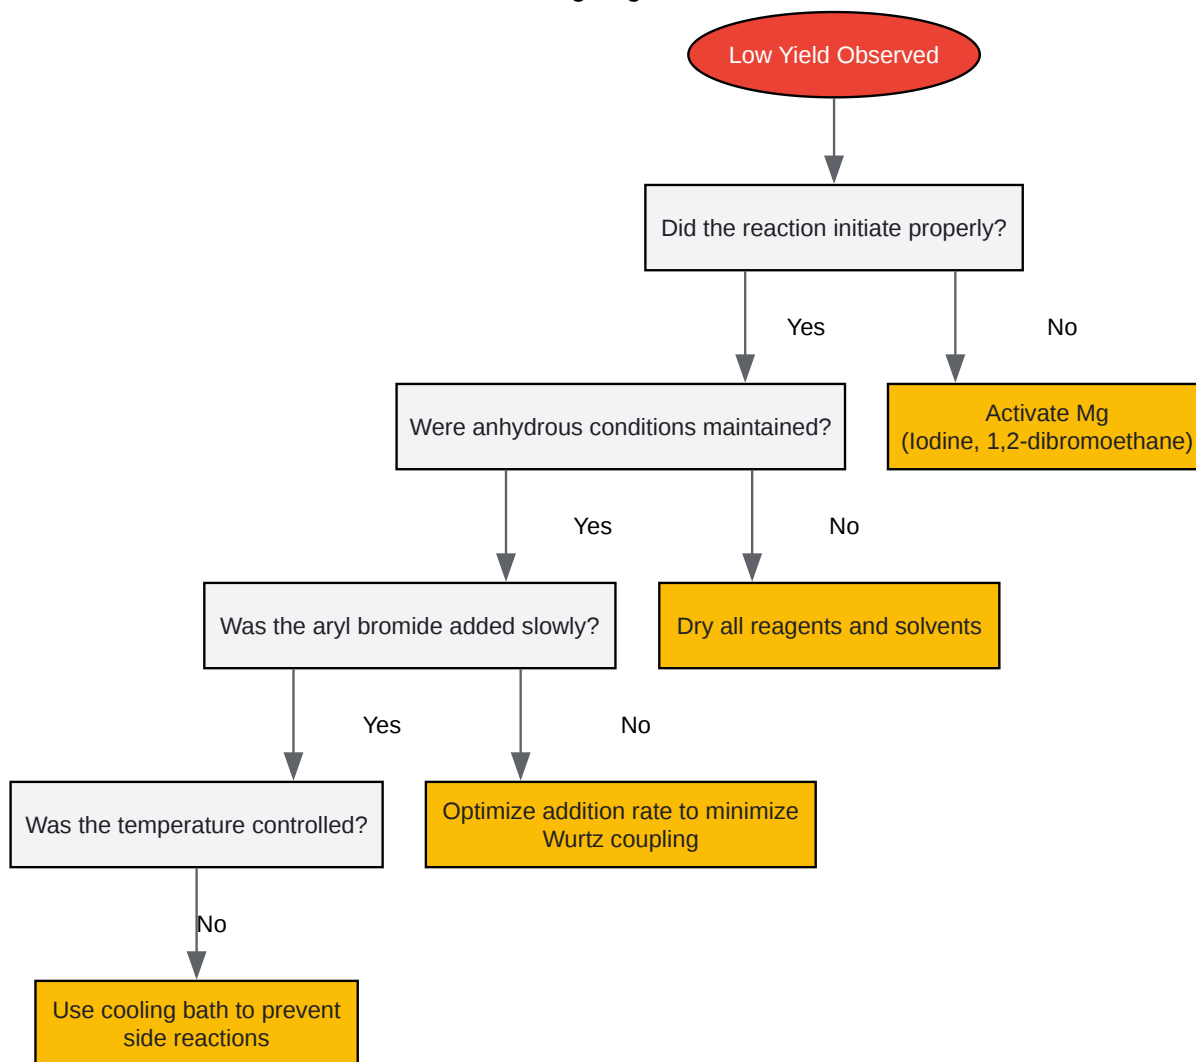 Low Yield Observed
Did the reaction initiate properly?
Yes
No
Were anhydrous conditions maintained?
Activate Mg
(Iodine, 1,2-dibromoethane)
Yes
No
Was the aryl bromide added slowly?
Dry all reagents and solvents
Yes
No
Was the temperature controlled?
Optimize addition rate to minimize
Wurtz coupling
No
Use cooling bath to prevent
side reactions